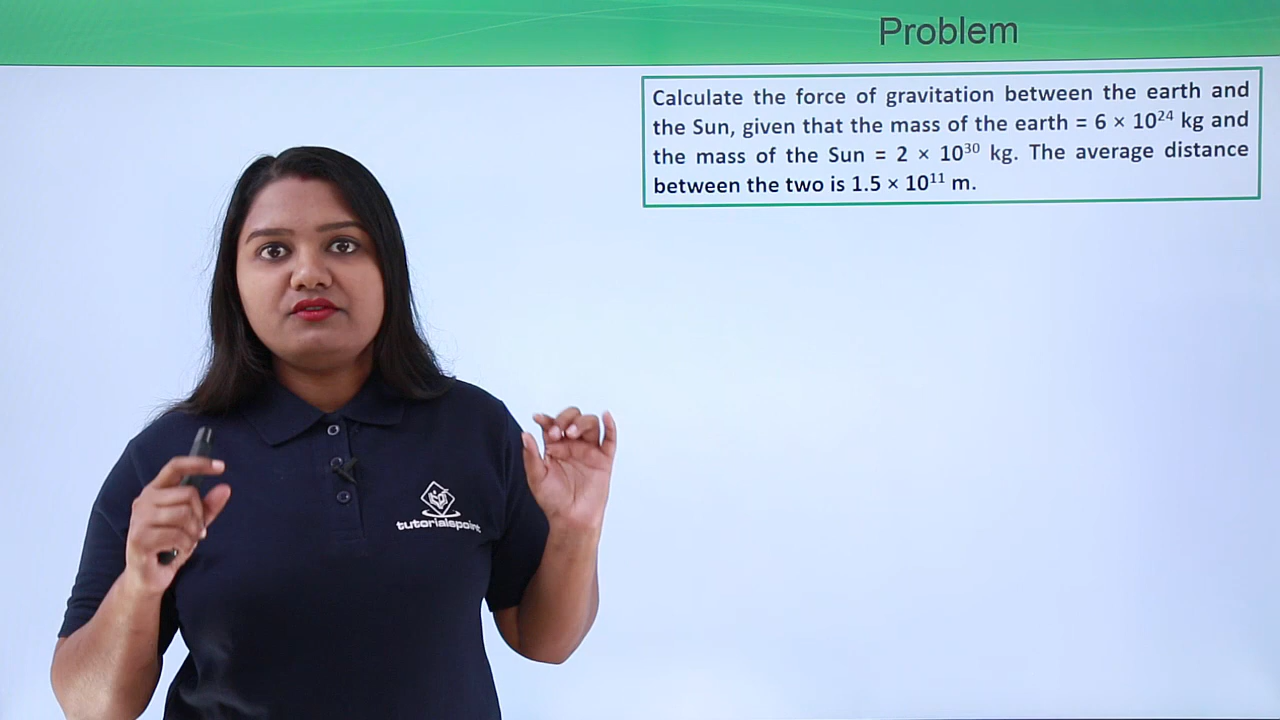 Problem
Calculate the force of gravitation between the earth and
the Sun, given that the mass of the earth = 6 × 10²⁴ kg and
the mass of the Sun = 2 × 10³⁰ kg. The average distance
between the two is 1.5 × 10¹¹ m.
tutorialspoint